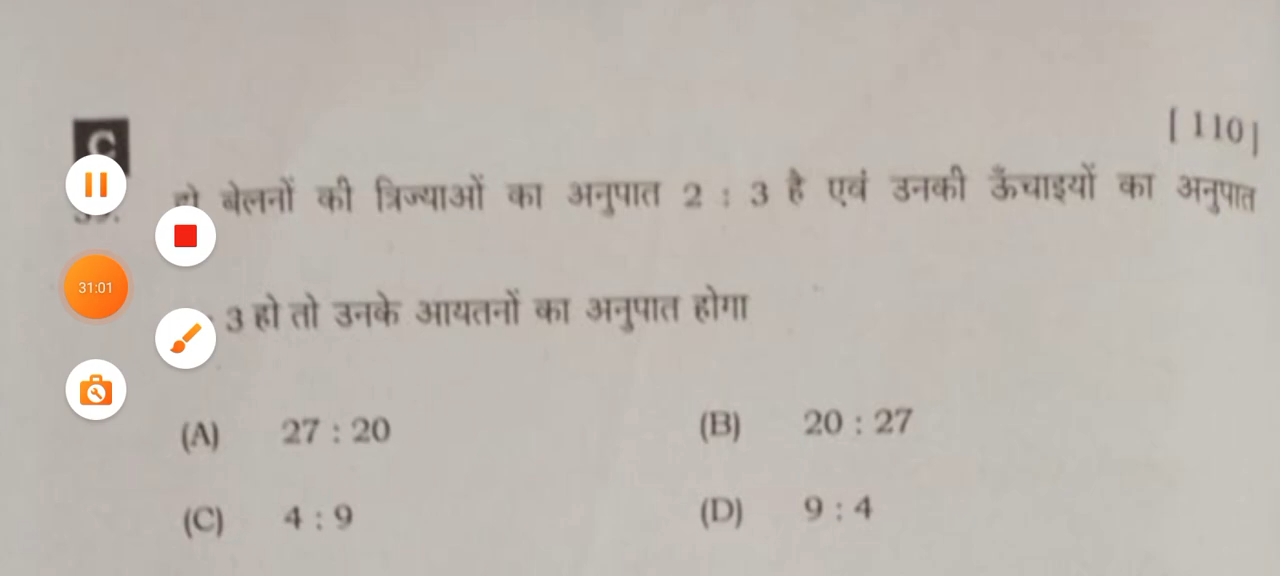 C
[ 110 ]
दो बेलनों की त्रिज्याओं का अनुपात 2 : 3 है एवं उनकी ऊँचाइयों का अनुपात
31:01
: 3 हो तो उनके आयतनों का अनुपात होगा
(A) 27 : 20 (B) 20 : 27
(C) 4 : 9 (D) 9 : 4